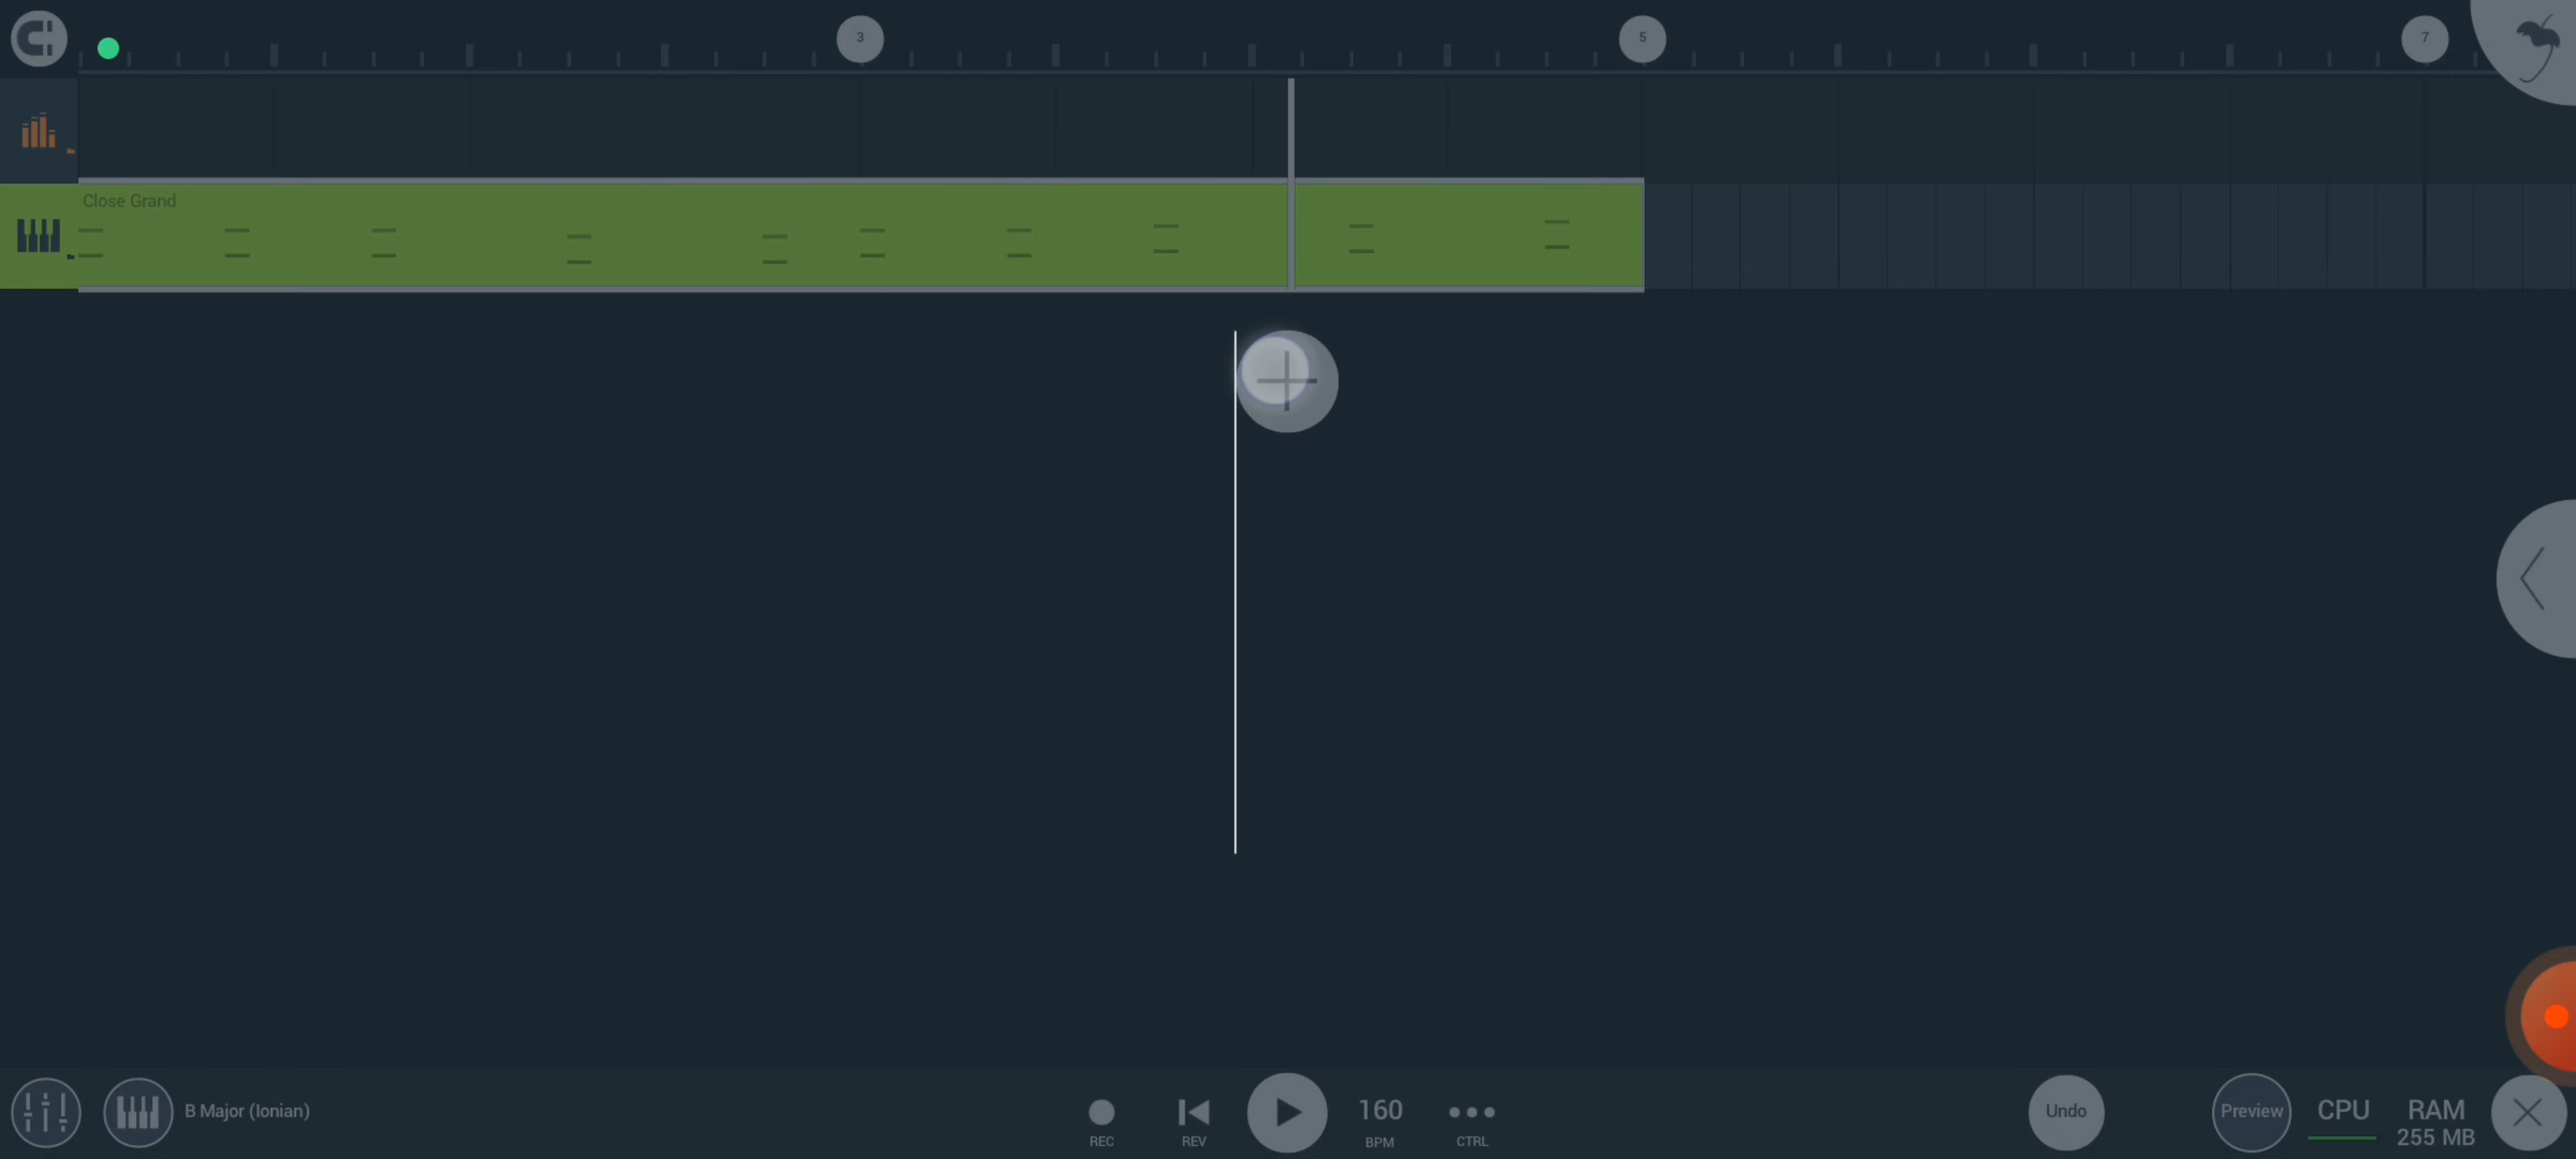 3
5
7
Close Grand
B Major (Ionian)
REC
REV
160
BPM
CTRL
Undo
Preview
CPU
RAM
255 MB